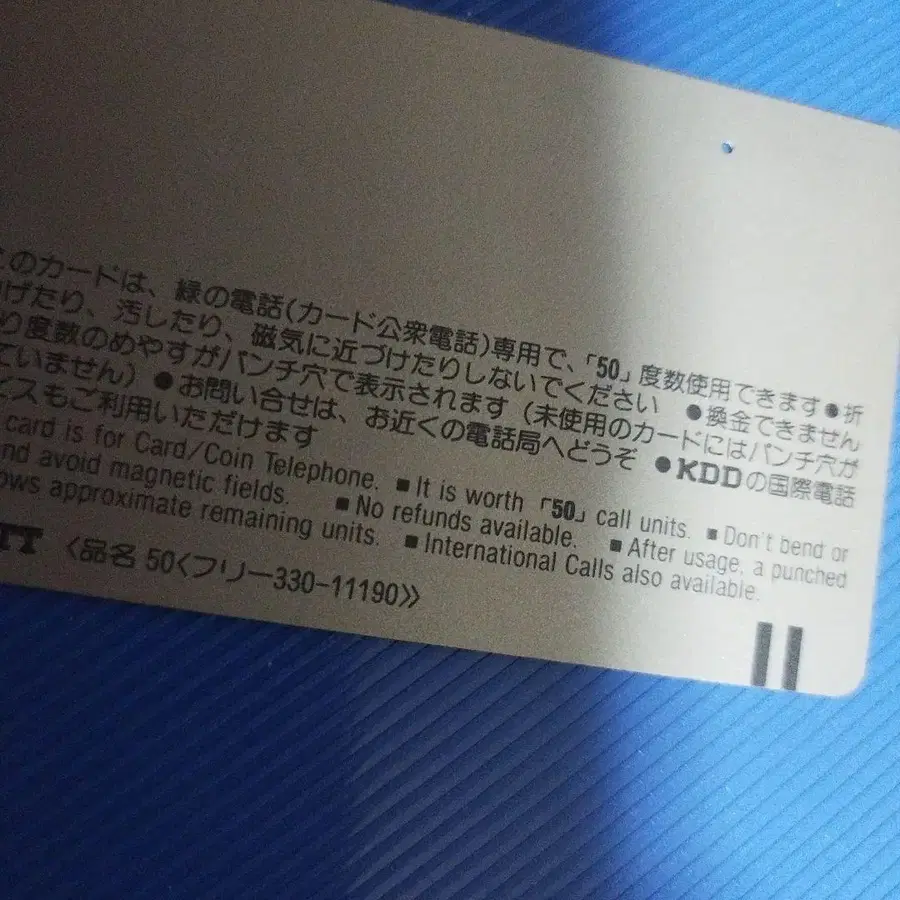 このカードは、緑の電話(カード公衆電話)専用で、「50」度数使用できます●折
げたり、汚したり、磁気に近づけたりしないでください ●換金できません
り度数のめやすがパンチ穴で表示されます (未使用のカードにはパンチ穴が
ていません) ●お問い合せは、お近くの電話局へどうぞ ●KDDの国際電話
ビスもご利用いただけます
card is for Card/Coin Telephone. ■It is worth 「50」 call units. ■Don't bend or
nd avoid magnetic fields. ■No refunds available. ■After usage, a punched
ows approximate remaining units. ■International Calls also available.
TT 〈品名 50<フリー330-11190》